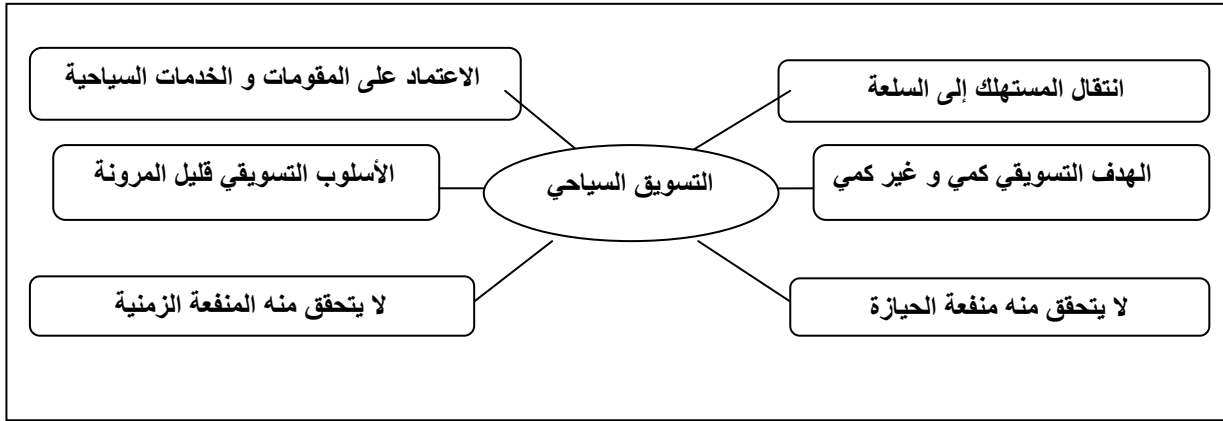 انتقال المستهلك إلى السلعة
الاعتماد على المقومات و الخدمات السياحية
الهدف التسويقي كمي و غير كمي
التسويق السياحي
الأسلوب التسويقي قليل المرونة
لا يتحقق منه منفعة الحيازة
لا يتحقق منه المنفعة الزمنية